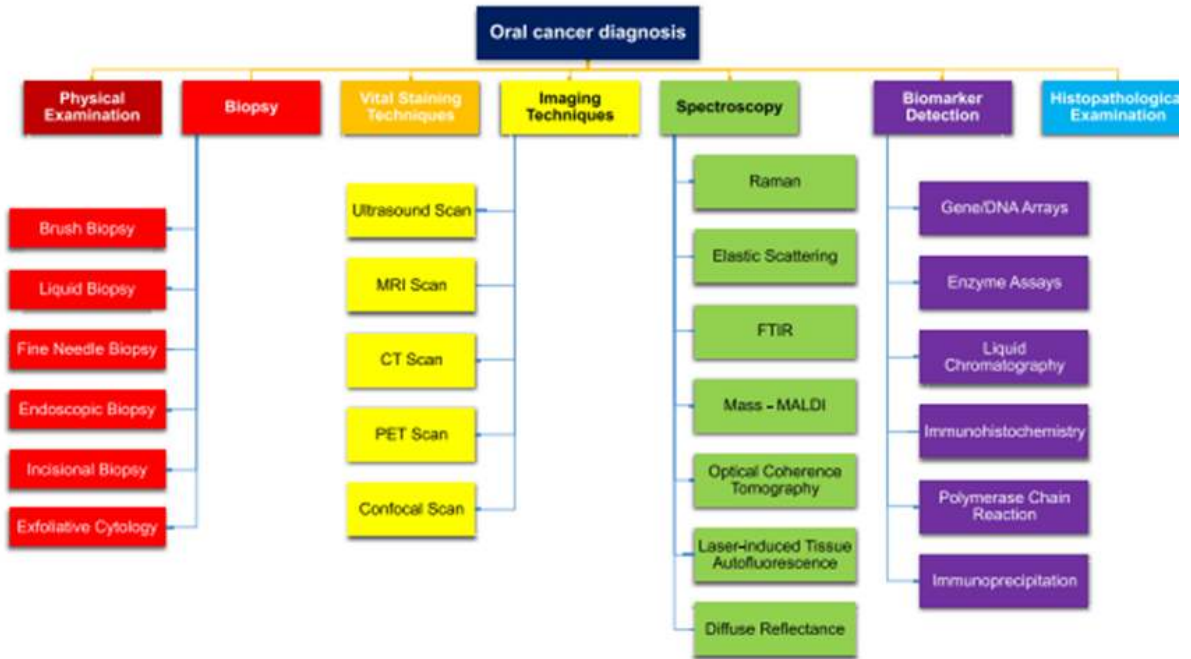 Oral cancer diagnosis
Physical
Examination
Biopsy
Vital Staining
Techniques
Imaging
Techniques
Spectroscopy
Biomarker
Detection
Histopathological
Examination
Brush Biopsy
Liquid Biopsy
Fine Needle Biopsy
Endoscopic Biopsy
Incisional Biopsy
Exfoliative Cytology
Ultrasound Scan
MRI Scan
CT Scan
PET Scan
Confocal Scan
Raman
Elastic Scattering
FTIR
Mass – MALDI
Optical Coherence
Tomography
Laser-induced Tissue
Autofluorescence
Diffuse Reflectance
Gene/DNA Arrays
Enzyme Assays
Liquid
Chromatography
Immunohistochemistry
Polymerase Chain
Reaction
Immunoprecipitation